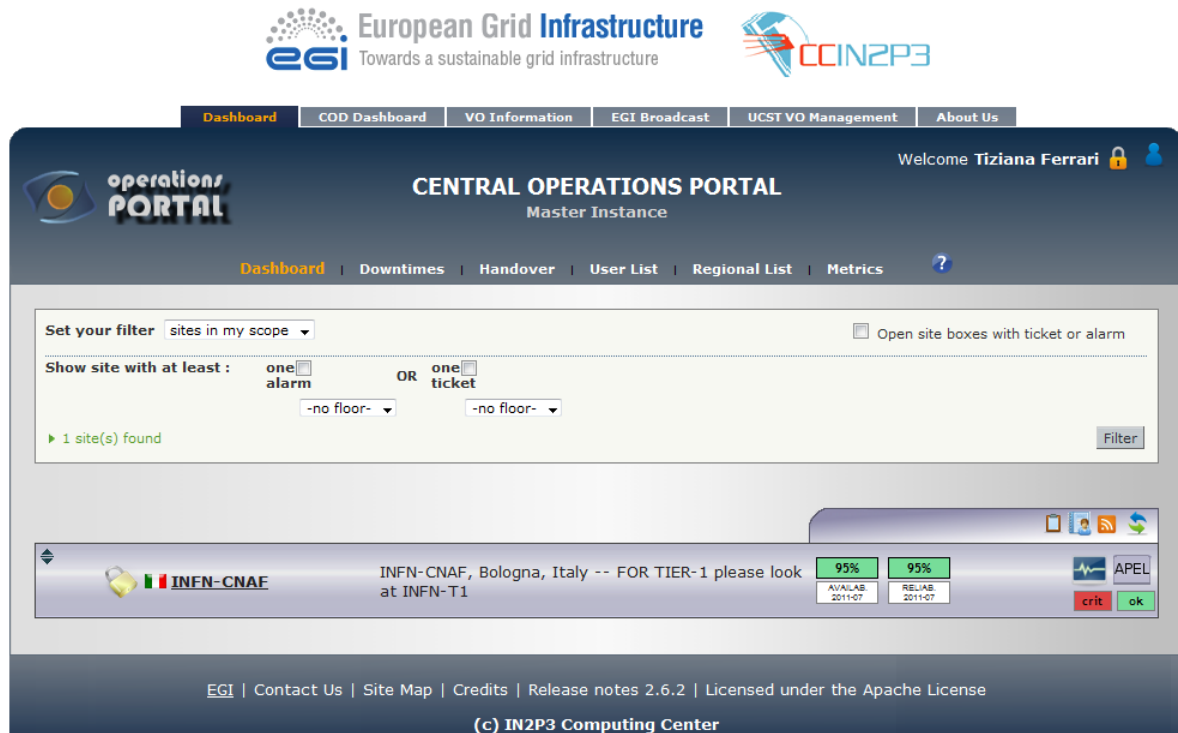 egi European Grid Infrastructure
Towards a sustainable grid infrastructure
CCIN2P3
Dashboard COD Dashboard VO Information EGI Broadcast UCST VO Management About Us
Welcome Tiziana Ferrari
operations PORTAL
CENTRAL OPERATIONS PORTAL
Master Instance
Dashboard | Downtimes | Handover | User List | Regional List | Metrics ?
Set your filter sites in my scope Open site boxes with ticket or alarm
Show site with at least : one alarm OR one ticket
-no floor- -no floor-
1 site(s) found Filter
INFN-CNAF
INFN-CNAF, Bologna, Italy -- FOR TIER-1 please look
at INFN-T1
95% 95%
AVAILAB. 2011-07 RELIAB. 2011-07
APEL
crit ok
EGI | Contact Us | Site Map | Credits | Release notes 2.6.2 | Licensed under the Apache License
(c) IN2P3 Computing Center